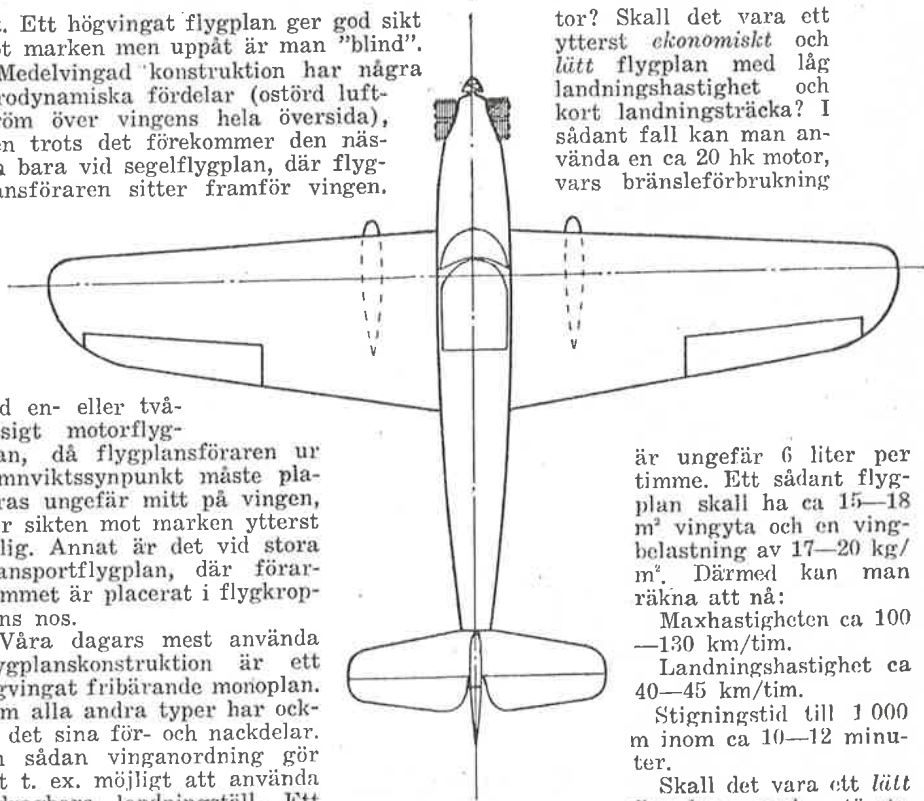 Ett högvingat flygplan ger god sikt
marken men uppåt är man ”blind”.
Medelvingad konstruktion har några
rodynamiska fördelar (ostörd luft-
röm över vingens hela översida),
en trots det förekommer den näs-
bara vid segelflygplan, där flyg-
ansföraren sitter framför vingen.
d en- eller två-
sigt motorflyg-
an, då flygplansföraren ur
mnviktssynpunkt måste pla-
ras ungefär mitt på vingen,
r sikten mot marken ytterst
lig. Annat är det vid stora
ansportflygplan, där förar-
mmet är placerat i flygkrop-
ns nos.
Våra dagars mest använda
ygplanskonstruktion är ett
gvingat fribärande monoplan.
m alla andra typer har ock-
det sina för- och nackdelar.
n sådan vinganordning gör
t t. ex. möjligt att använda
landningställ. Ett
tor? Skall det vara ett
ytterst ekonomiskt och
lätt flygplan med låg
landningshastighet och
kort landningsträcka? I
sådant fall kan man an-
vända en ca 20 hk motor,
vars bränsleförbrukning
är ungefär 6 liter per
timme. Ett sådant flyg-
plan skall ha ca 15—18
m² vingyta och en ving-
belastning av 17—20 kg/
m². Därmed kan man
räkna att nå:
Maxhastigheten ca 100
—130 km/tim.
Landningshastighet ca
40—45 km/tim.
Stigningstid till 1 000
m inom ca 10—12 minu-
ter.
Skall det vara ett lätt